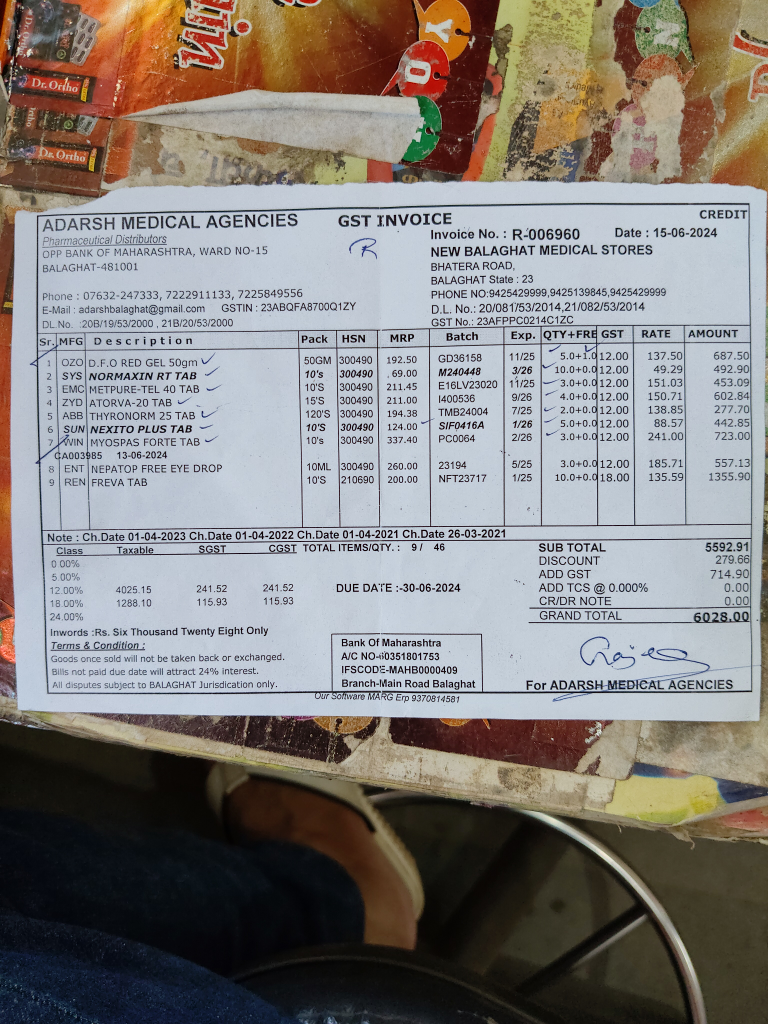 Dr. Ortho
Dr. Ortho
ADARSH MEDICAL AGENCIES
GST INVOICE
CREDIT
Pharmaceutical Distributors
OPP BANK OF MAHARASHTRA, WARD NO-15
BALAGHAT-481001
R
Invoice No. : R-006960 Date : 15-06-2024
NEW BALAGHAT MEDICAL STORES
BHATERA ROAD,
BALAGHAT State : 23
Phone : 07632-247333, 7222911133, 7225849556
PHONE NO:9425429999,9425139845,9425429999
E-Mail : adarshbalaghat@gmail.com GSTIN : 23ABQFA8700Q1ZY
D.L. No. : 20/081/53/2014,21/082/53/2014
DL No. :20B/19/53/2000 , 21B/20/53/2000
GST No.: 23AFPPC0214C1ZC
Sr. MFG Description Pack HSN MRP Batch Exp. QTY+FRE GST RATE AMOUNT
1 OZO D.F.O RED GEL 50gm 50GM 300490 192.50 GD36158 11/25 5.0+1.0 12.00 137.50 687.50
2 SYS NORMAXIN RT TAB 10's 300490 .69.00 M240448 3/26 10.0+0.0 12.00 49.29 492.90
3 EMC METPURE-TEL 40 TAB 10'S 300490 211.45 E16LV23020 11/25 3.0+0.0 12.00 151.03 453.09
4 ZYD ATORVA-20 TAB 15'S 300490 211.00 I400536 9/26 4.0+0.0 12.00 150.71 602.84
5 ABB THYRONORM 25 TAB 120'S 300490 194.38 TMB24004 7/25 2.0+0.0 12.00 138.85 277.70
6 SUN NEXITO PLUS TAB 10'S 300490 124.00 SIF0416A 1/26 5.0+0.0 12.00 88.57 442.85
7 WIN MYOSPAS FORTE TAB 10's 300490 337.40 PC0064 2/26 3.0+0.0 12.00 241.00 723.00
CA003985 13-06-2024
8 ENT NEPATOP FREE EYE DROP 10ML 300490 260.00 23194 5/25 3.0+0.0 12.00 185.71 557.13
9 REN FREVA TAB 10'S 210690 200.00 NFT23717 1/25 10.0+0.0 18.00 135.59 1355.90
Note : Ch.Date 01-04-2023 Ch.Date 01-04-2022 Ch.Date 01-04-2021 Ch.Date 26-03-2021
Class Taxable SGST CGST TOTAL ITEMS/QTY. : 9 / 46
0.00%
5.00%
12.00% 4025.15 241.52 241.52
18.00% 1288.10 115.93 115.93
24.00%
DUE DATE :-30-06-2024
SUB TOTAL 5592.91
DISCOUNT 279.66
ADD GST 714.90
ADD TCS @ 0.000% 0.00
CR/DR NOTE 0.00
GRAND TOTAL 6028.00
Inwords :Rs. Six Thousand Twenty Eight Only
Terms & Conditions :
Goods once sold will not be taken back or exchanged.
Bills not paid due date will attract 24% interest.
All disputes subject to BALAGHAT Jurisdication only.
Bank Of Maharashtra
A/C NO-60351801753
IFSCODE-MAHB0000409
Branch-Main Road Balaghat
For ADARSH MEDICAL AGENCIES
Our Software MARG Erp 9370814581